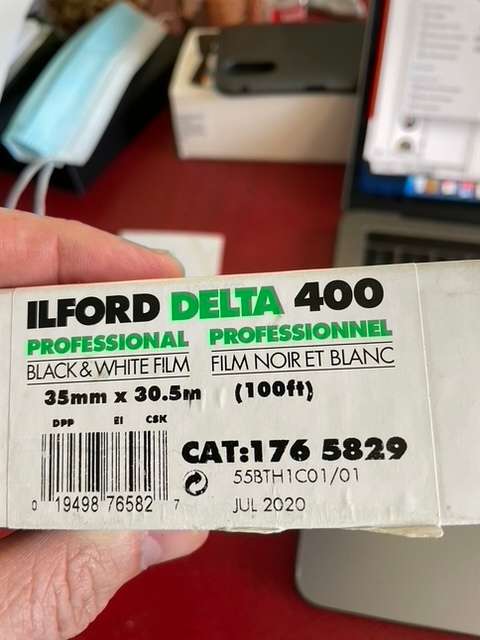 ILFORD DELTA 400
PROFESSIONAL PROFESSIONNEL
BLACK & WHITE FILM FILM NOIR ET BLANC
35mm x 30.5m (100ft)
DPP EI CSK
CAT:176 5829
55BTH1C01/01
0 19498 76582 7
JUL 2020